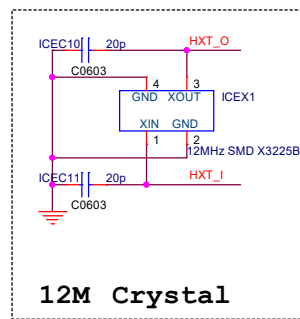 ICEC10 20p HXT_O
C0603
4 3
GND XOUT ICEX1
XIN GND
1 2
12MHz SMD X3225B
ICEC11 20p HXT_I
C0603
12M Crystal